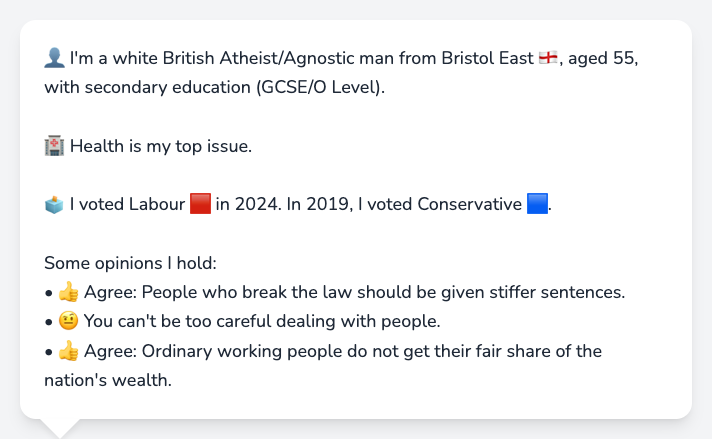 👤 I'm a white British Atheist/Agnostic man from Bristol East 🏴󠁧󠁢󠁥󠁮󠁧󠁿, aged 55,
with secondary education (GCSE/O Level).
🏥 Health is my top issue.
🗳️ I voted Labour 🟥 in 2024. In 2019, I voted Conservative 🟦.
Some opinions I hold:
• 👍 Agree: People who break the law should be given stiffer sentences.
• 🤨 You can't be too careful dealing with people.
• 👍 Agree: Ordinary working people do not get their fair share of the
nation's wealth.